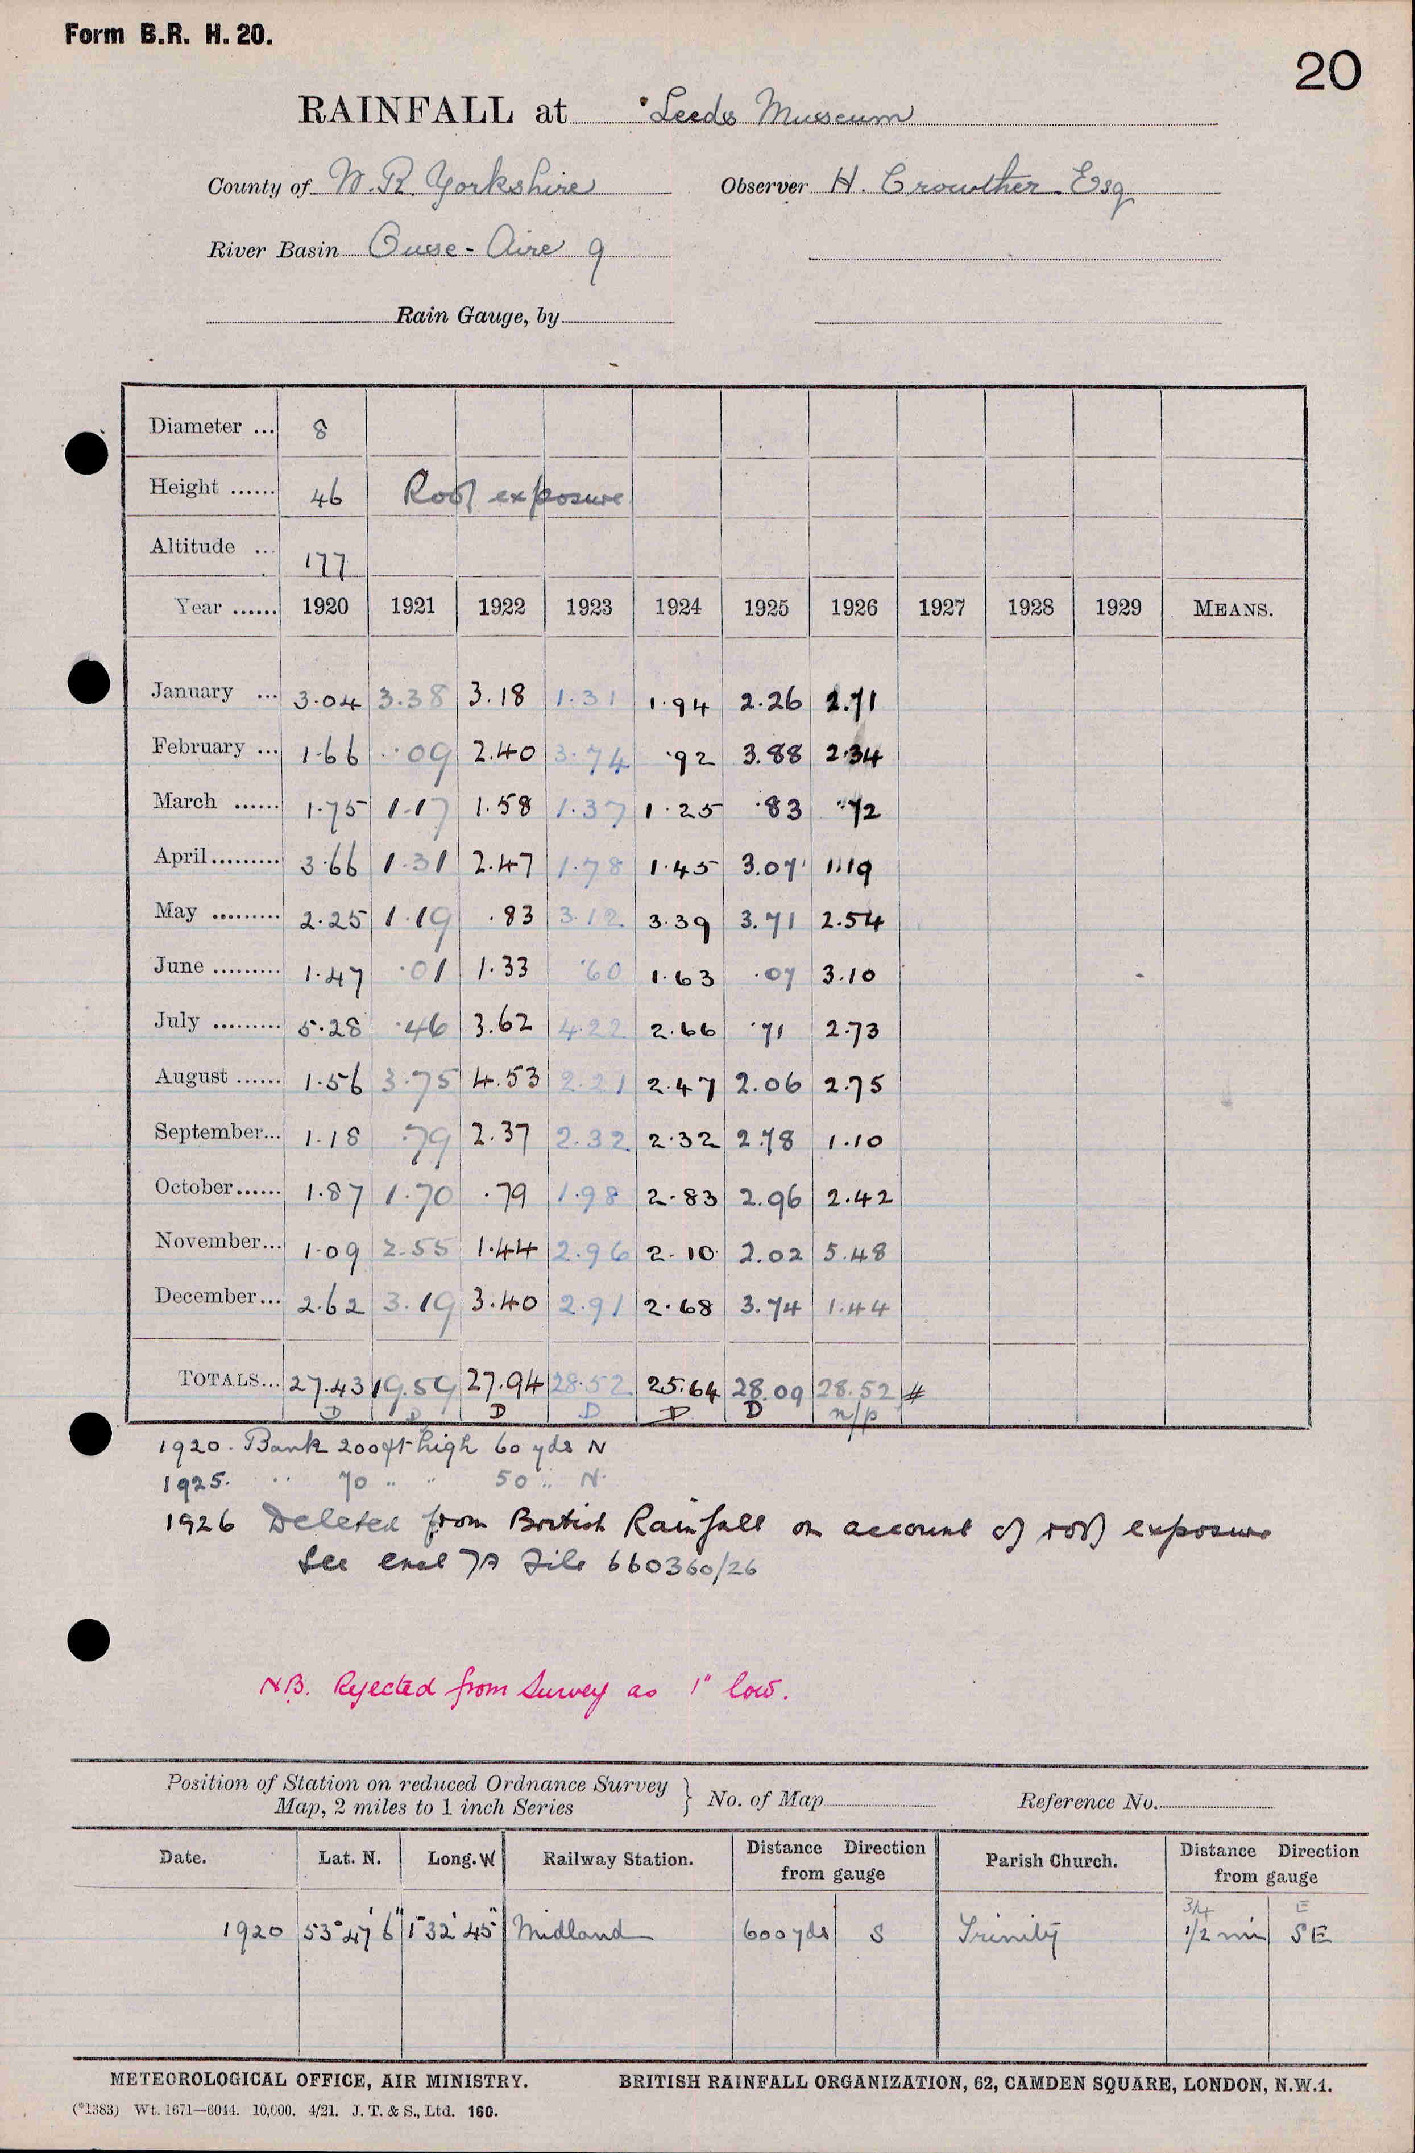 Form B.R. H. 20.
20
RAINFALL at Leeds Museum
County of W. R. Yorkshire Observer H. Crowther Esq
River Basin Ouse - Aire 9
Rain Gauge, by
Diameter ... 8
Height ...... 46 Roof exposure
Altitude ... 177
Year ...... 1920 1921 1922 1923 1924 1925 1926 1927 1928 1929 MEANS.
January ... 3.04 3.38 3.18 1.31 1.94 2.26 2.71
February ... 1.66 .09 2.40 3.74 .92 3.88 2.34
March ...... 1.75 1.17 1.58 1.37 1.25 .83 .72
April......... 3.66 1.31 2.47 1.78 1.45 3.07 1.19
May ......... 2.25 1.19 .83 3.12 3.39 3.71 2.54
June ......... 1.47 .01 1.33 .60 1.63 .07 3.10
July ......... 5.28 .46 3.62 4.22 2.66 .71 2.73
August ...... 1.56 3.75 4.53 2.21 2.47 2.06 2.75
September... 1.18 .79 2.37 2.32 2.32 2.78 1.10
October...... 1.87 1.70 .79 1.98 2.83 2.96 2.42
November... 1.09 2.55 1.44 2.96 2.10 2.02 5.48
December... 2.62 3.19 3.40 2.91 2.68 3.74 1.44
TOTALS... 27.43 19.59 27.94 28.52 25.64 28.09 28.52 #
D D D D D D n/p
1920. Bank 200ft high 60 yds N
1925. " 70 " " 50 " N.
1926 Deleted from British Rainfall on account of roof exposure
See encl 7A File 660360/26
NB. Rejected from Survey as 1" low.
Position of Station on reduced Ordnance Survey
Map, 2 miles to 1 inch Series } No. of Map Reference No.
Date. Lat. N. Long. W Railway Station. Distance Direction from gauge Parish Church. Distance Direction from gauge
3/4 E
1920 53° 47' 6" 1° 32' 45" Midland 600 yds S Trinity 1/2 mi SE
METEOROLOGICAL OFFICE, AIR MINISTRY. BRITISH RAINFALL ORGANIZATION, 62, CAMDEN SQUARE, LONDON, N.W.1.
(*1383) Wt. 1671—6044. 10,000. 4/21. J. T. & S., Ltd. 160.